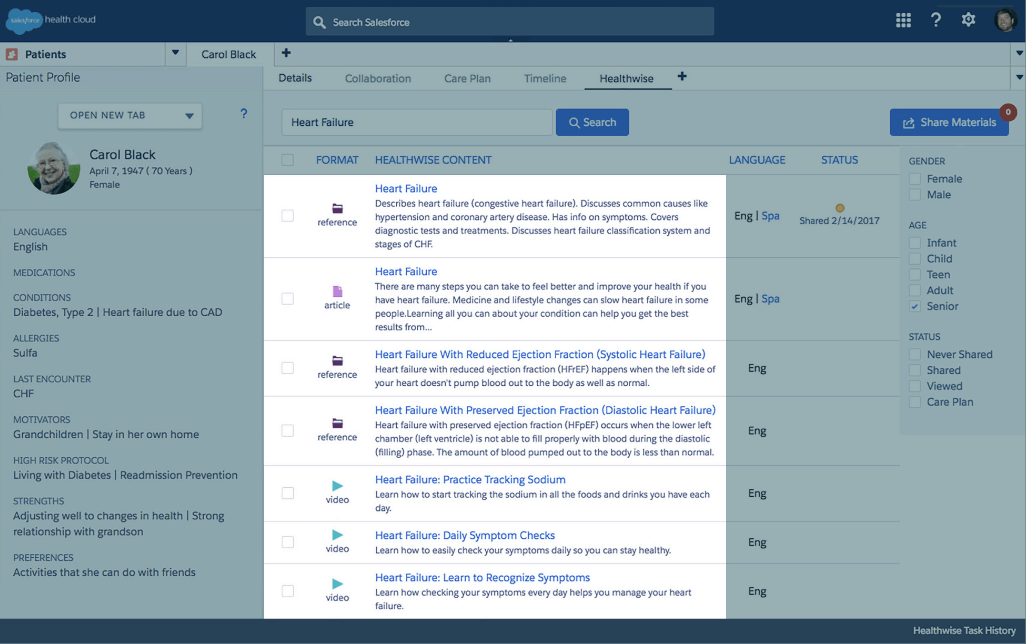 salesforce health cloud
Search Salesforce
?
Patients
Carol Black
+
Patient Profile
Details
Collaboration
Care Plan
Timeline
Healthwise
+
OPEN NEW TAB
?
Carol Black
April 7, 1947 ( 70 Years )
Female
LANGUAGES
English
MEDICATIONS
CONDITIONS
Diabetes, Type 2 | Heart failure due to CAD
ALLERGIES
Sulfa
LAST ENCOUNTER
CHF
MOTIVATORS
Grandchildren | Stay in her own home
HIGH RISK PROTOCOL
Living with Diabetes | Readmission Prevention
STRENGTHS
Adjusting well to changes in health | Strong
relationship with grandson
PREFERENCES
Activities that she can do with friends
Heart Failure
Search
Share Materials
0
FORMAT
HEALTHWISE CONTENT
LANGUAGE
STATUS
reference
Heart Failure
Describes heart failure (congestive heart failure). Discusses common causes like
hypertension and coronary artery disease. Has info on symptoms. Covers
diagnostic tests and treatments. Discusses heart failure classification system and
stages of CHF.
Eng | Spa
Shared 2/14/2017
article
Heart Failure
There are many steps you can take to feel better and improve your health if you
have heart failure. Medicine and lifestyle changes can slow heart failure in some
people.Learning all you can about your condition can help you get the best
results from...
Eng | Spa
reference
Heart Failure With Reduced Ejection Fraction (Systolic Heart Failure)
Heart failure with reduced ejection fraction (HFrEF) happens when the left side of
your heart doesn't pump blood out to the body as well as normal.
Eng
reference
Heart Failure With Preserved Ejection Fraction (Diastolic Heart Failure)
Heart failure with preserved ejection fraction (HFpEF) occurs when the lower left
chamber (left ventricle) is not able to fill properly with blood during the diastolic
(filling) phase. The amount of blood pumped out to the body is less than normal.
Eng
video
Heart Failure: Practice Tracking Sodium
Learn how to start tracking the sodium in all the foods and drinks you have each
day.
Eng
video
Heart Failure: Daily Symptom Checks
Learn how to easily check your symptoms daily so you can stay healthy.
Eng
video
Heart Failure: Learn to Recognize Symptoms
Learn how checking your symptoms every day helps you manage your heart
failure.
Eng
GENDER
Female
Male
AGE
Infant
Child
Teen
Adult
Senior
STATUS
Never Shared
Shared
Viewed
Care Plan
Healthwise Task History